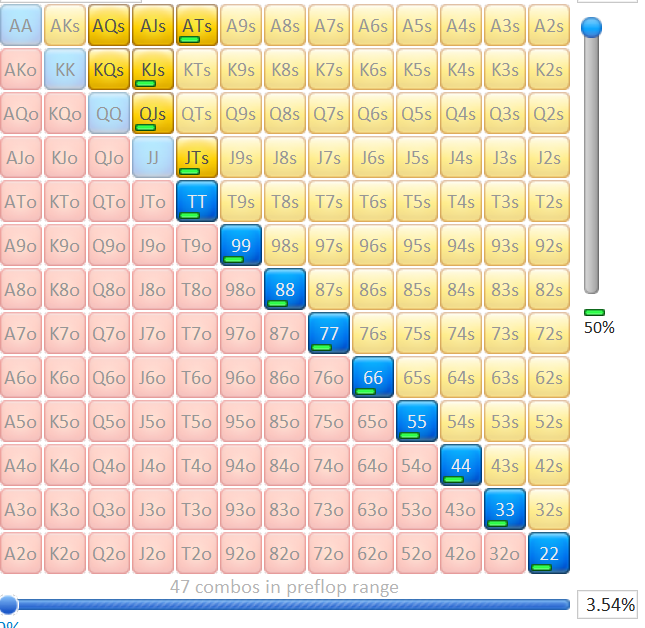 AA AKs AQs AJs ATs A9s A8s A7s A6s A5s A4s A3s A2s
AKo KK KQs KJs KTs K9s K8s K7s K6s K5s K4s K3s K2s
AQo KQo QQ QJs QTs Q9s Q8s Q7s Q6s Q5s Q4s Q3s Q2s
AJo KJo QJo JJ JTs J9s J8s J7s J6s J5s J4s J3s J2s
ATo KTo QTo JTo TT T9s T8s T7s T6s T5s T4s T3s T2s
A9o K9o Q9o J9o T9o 99 98s 97s 96s 95s 94s 93s 92s
A8o K8o Q8o J8o T8o 98o 88 87s 86s 85s 84s 83s 82s
50%
A7o K7o Q7o J7o T7o 97o 87o 77 76s 75s 74s 73s 72s
A6o K6o Q6o J6o T6o 96o 86o 76o 66 65s 64s 63s 62s
A5o K5o Q5o J5o T5o 95o 85o 75o 65o 55 54s 53s 52s
A4o K4o Q4o J4o T4o 94o 84o 74o 64o 54o 44 43s 42s
A3o K3o Q3o J3o T3o 93o 83o 73o 63o 53o 43o 33 32s
A2o K2o Q2o J2o T2o 92o 82o 72o 62o 52o 42o 32o 22
47 combos in preflop range
3.54%